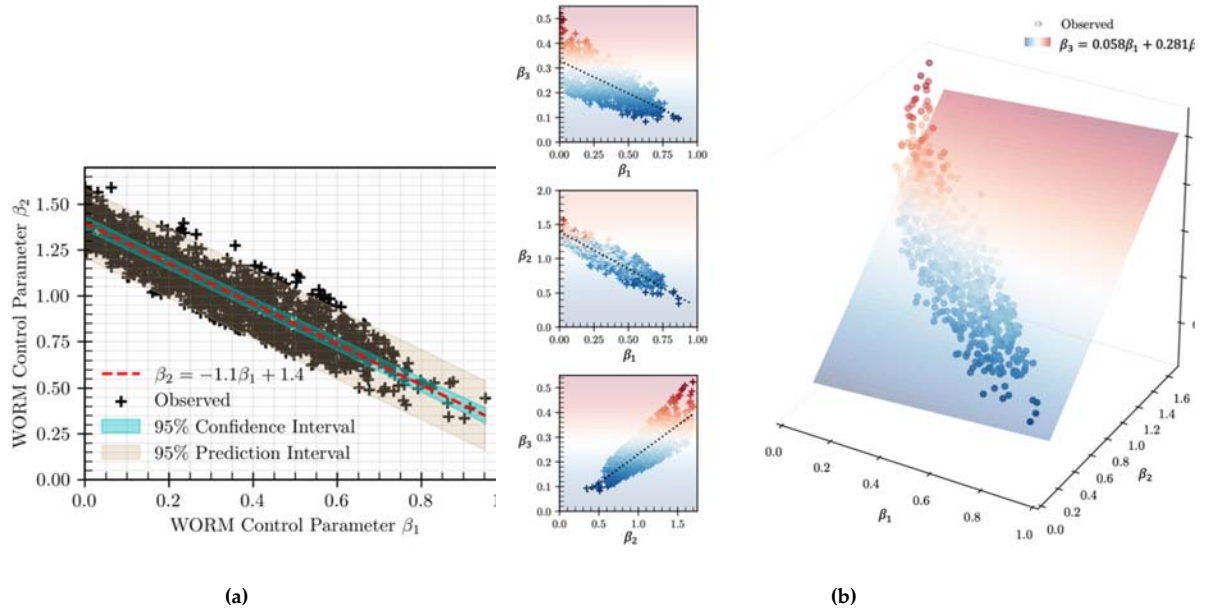 WORM Control Parameter β₂
1.50
1.25
1.00
0.75
0.50
0.25
0.00
β₂ = −1.1β₁ + 1.4
Observed
95% Confidence Interval
95% Prediction Interval
0.0 0.2 0.4 0.6 0.8 1
WORM Control Parameter β₁
(a)
β₃
0.5
0.4
0.3
0.2
0.1
0.0
0.00 0.25 0.50 0.75 1.00
β₁
β₂
2.0
1.5
1.0
0.5
0.0
0.00 0.25 0.50 0.75 1.00
β₁
β₃
0.5
0.4
0.3
0.2
0.1
0.0
0.0 0.5 1.0 1.5
β₂
Observed
β₃ = 0.058β₁ + 0.281β
0.0 0.2 0.4 0.6 0.8 1.0
β₁
0.0 0.2 0.4 0.6 0.8 1.0 1.2 1.4 1.6
β₂
(b)